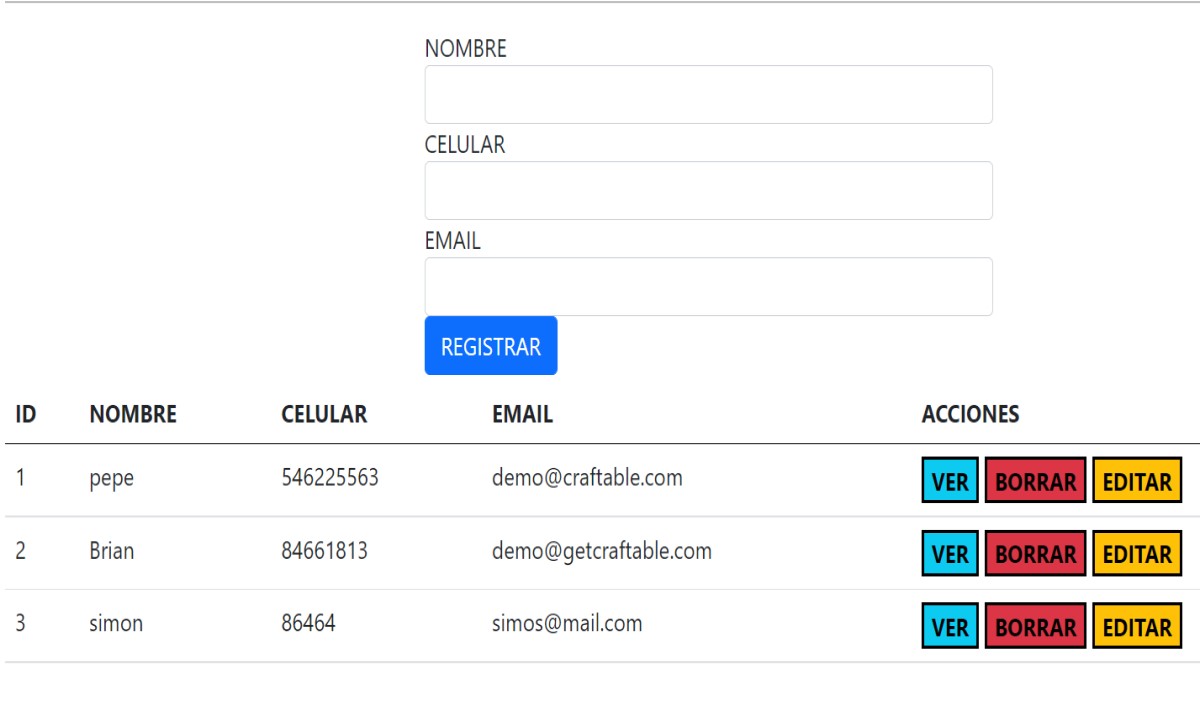 NOMBRE
CELULAR
EMAIL
REGISTRAR
ID NOMBRE CELULAR EMAIL ACCIONES
1 pepe 546225563 demo@craftable.com VER BORRAR EDITAR
2 Brian 84661813 demo@getcraftable.com VER BORRAR EDITAR
3 simon 86464 simos@mail.com VER BORRAR EDITAR